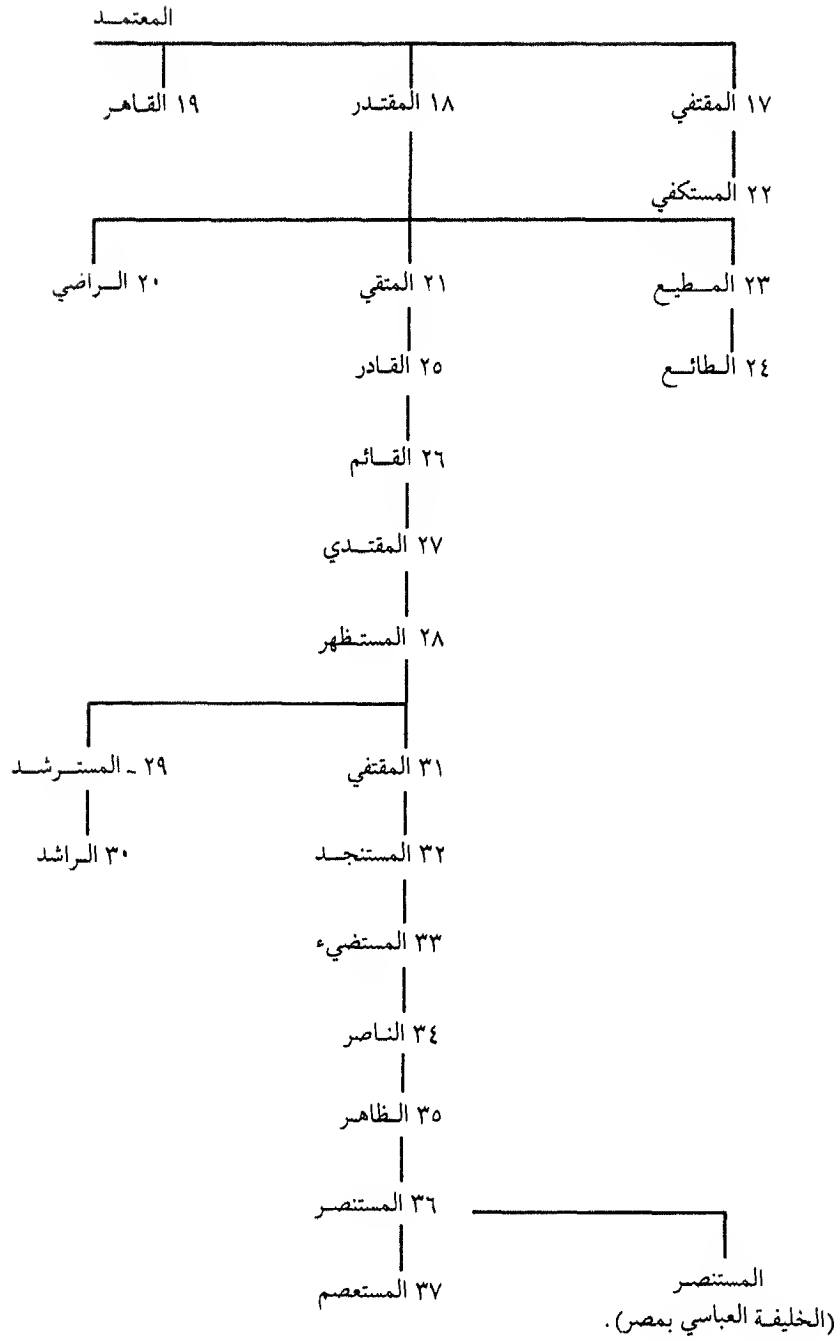 المعتمد
١٧ المقتفي ١٨ المقتدر ١٩ القاهر
٢٢ المستكفي
٢٣ المطيع ٢١ المتقي ٢٠ الراضي
٢٤ الطائع ٢٥ القادر
٢٦ القائم
٢٧ المقتدي
٢٨ المستظهر
٣١ المقتفي ٢٩ - المسترشد
٣٢ المستنجد ٣٠ الراشد
٣٣ المستضيء
٣٤ الناصر
٣٥ الظاهر
٣٦ المستنصر
المستنصر ٣٧ المستعصم
(الخليفة العباسي بمصر).